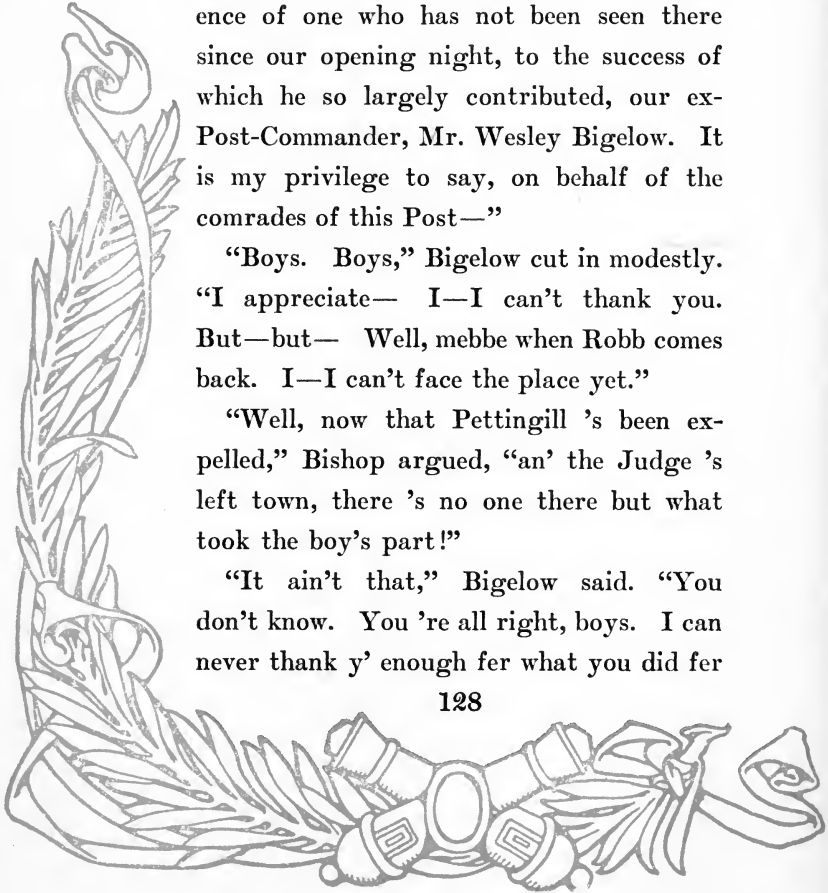 ence of one who has not been seen there
since our opening night, to the success of
which he so largely contributed, our ex-
Post-Commander, Mr. Wesley Bigelow. It
is my privilege to say, on behalf of the
comrades of this Post—”
“Boys. Boys,” Bigelow cut in modestly.
“I appreciate— I—I can’t thank you.
But—but— Well, mebbe when Robb comes
back. I—I can’t face the place yet.”
“Well, now that Pettingill ’s been ex-
pelled,” Bishop argued, “an’ the Judge ’s
left town, there ’s no one there but what
took the boy’s part!”
“It ain’t that,” Bigelow said. “You
don’t know. You ’re all right, boys. I can
never thank y’ enough fer what you did fer
128